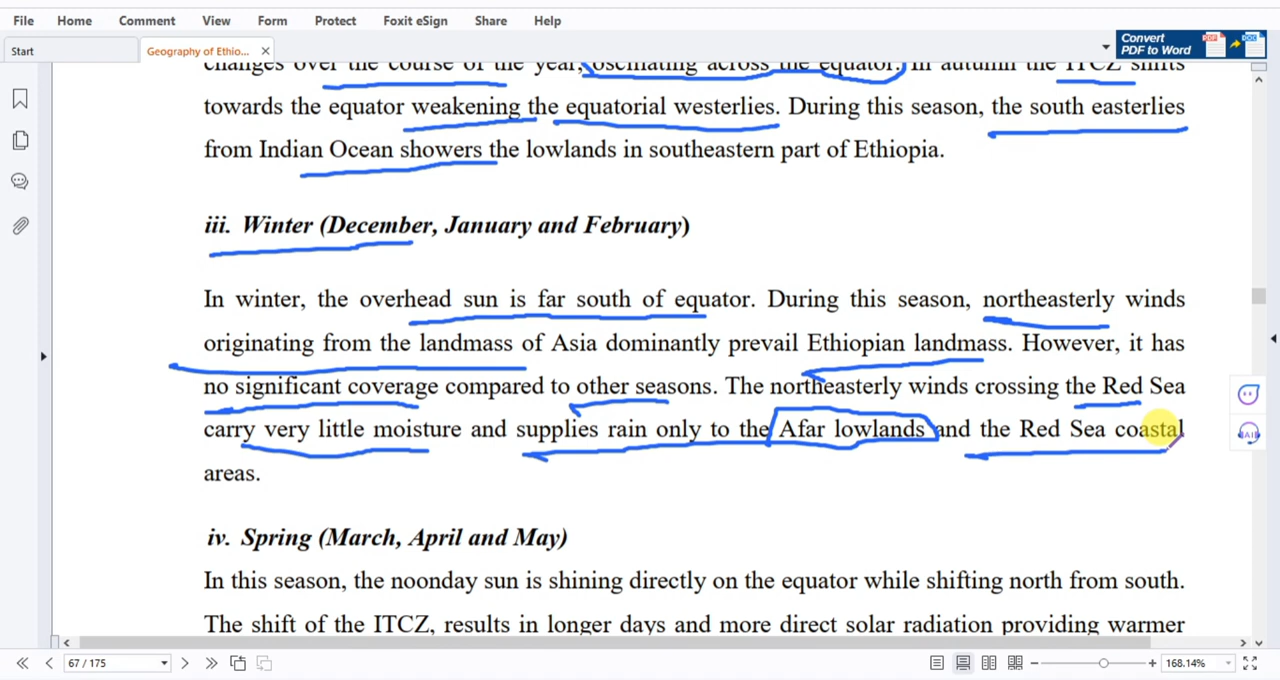 File Home Comment View Form Protect Foxit eSign Share Help
Start
Geography of Ethio...
Convert
PDF to Word
PDF
DOC
changes over the course of the year, oscillating across the equator. In autumn the ITCZ shifts
towards the equator weakening the equatorial westerlies. During this season, the south easterlies
from Indian Ocean showers the lowlands in southeastern part of Ethiopia.
iii. Winter (December, January and February)
In winter, the overhead sun is far south of equator. During this season, northeasterly winds
originating from the landmass of Asia dominantly prevail Ethiopian landmass. However, it has
no significant coverage compared to other seasons. The northeasterly winds crossing the Red Sea
carry very little moisture and supplies rain only to the Afar lowlands and the Red Sea coastal
areas.
iv. Spring (March, April and May)
In this season, the noonday sun is shining directly on the equator while shifting north from south.
The shift of the ITCZ, results in longer days and more direct solar radiation providing warmer
67 / 175
168.14%